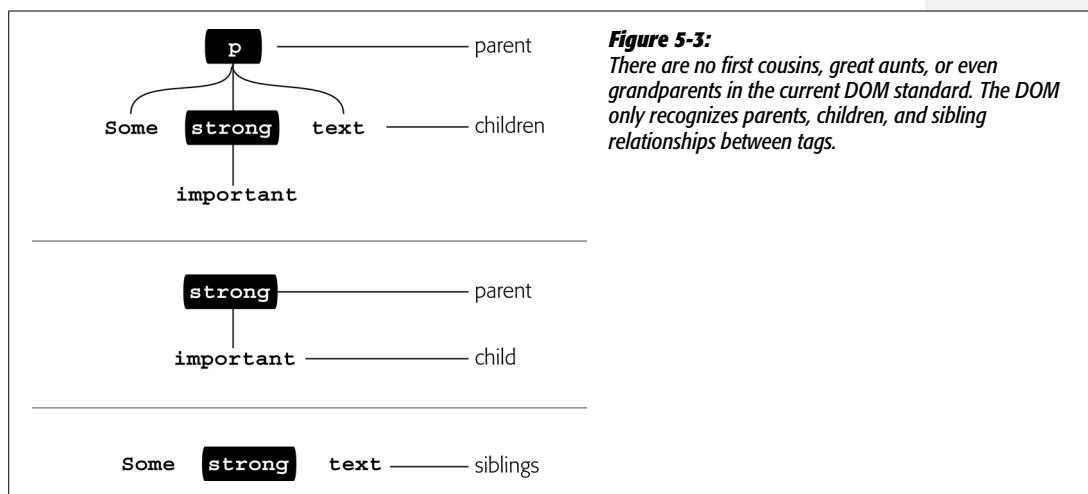 p
parent
Some
strong
text
children
important
strong
parent
important
child
Some
strong
text
siblings
Figure 5-3:
There are no first cousins, great aunts, or even
grandparents in the current DOM standard. The DOM
only recognizes parents, children, and sibling
relationships between tags.